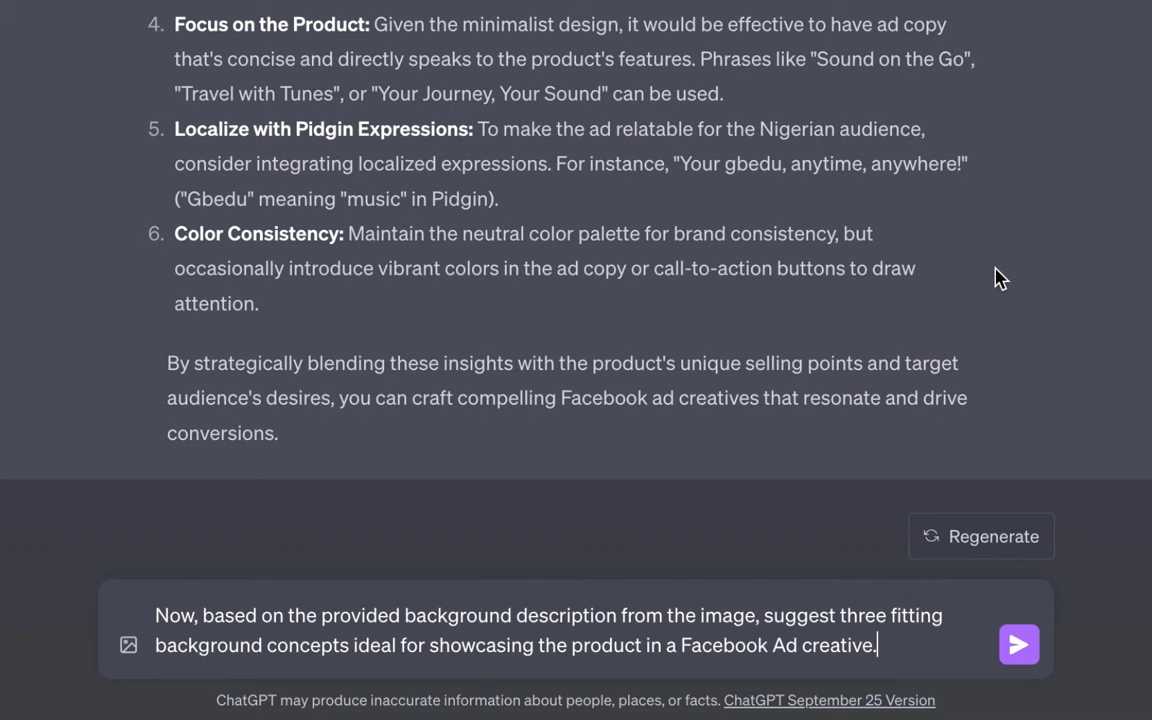 4. Focus on the Product: Given the minimalist design, it would be effective to have ad copy
that's concise and directly speaks to the product's features. Phrases like "Sound on the Go",
"Travel with Tunes", or "Your Journey, Your Sound" can be used.
5. Localize with Pidgin Expressions: To make the ad relatable for the Nigerian audience,
consider integrating localized expressions. For instance, "Your gbedu, anytime, anywhere!"
("Gbedu" meaning "music" in Pidgin).
6. Color Consistency: Maintain the neutral color palette for brand consistency, but
occasionally introduce vibrant colors in the ad copy or call-to-action buttons to draw
attention.
By strategically blending these insights with the product's unique selling points and target
audience's desires, you can craft compelling Facebook ad creatives that resonate and drive
conversions.
Regenerate
Now, based on the provided background description from the image, suggest three fitting
background concepts ideal for showcasing the product in a Facebook Ad creative.
ChatGPT may produce inaccurate information about people, places, or facts. ChatGPT September 25 Version